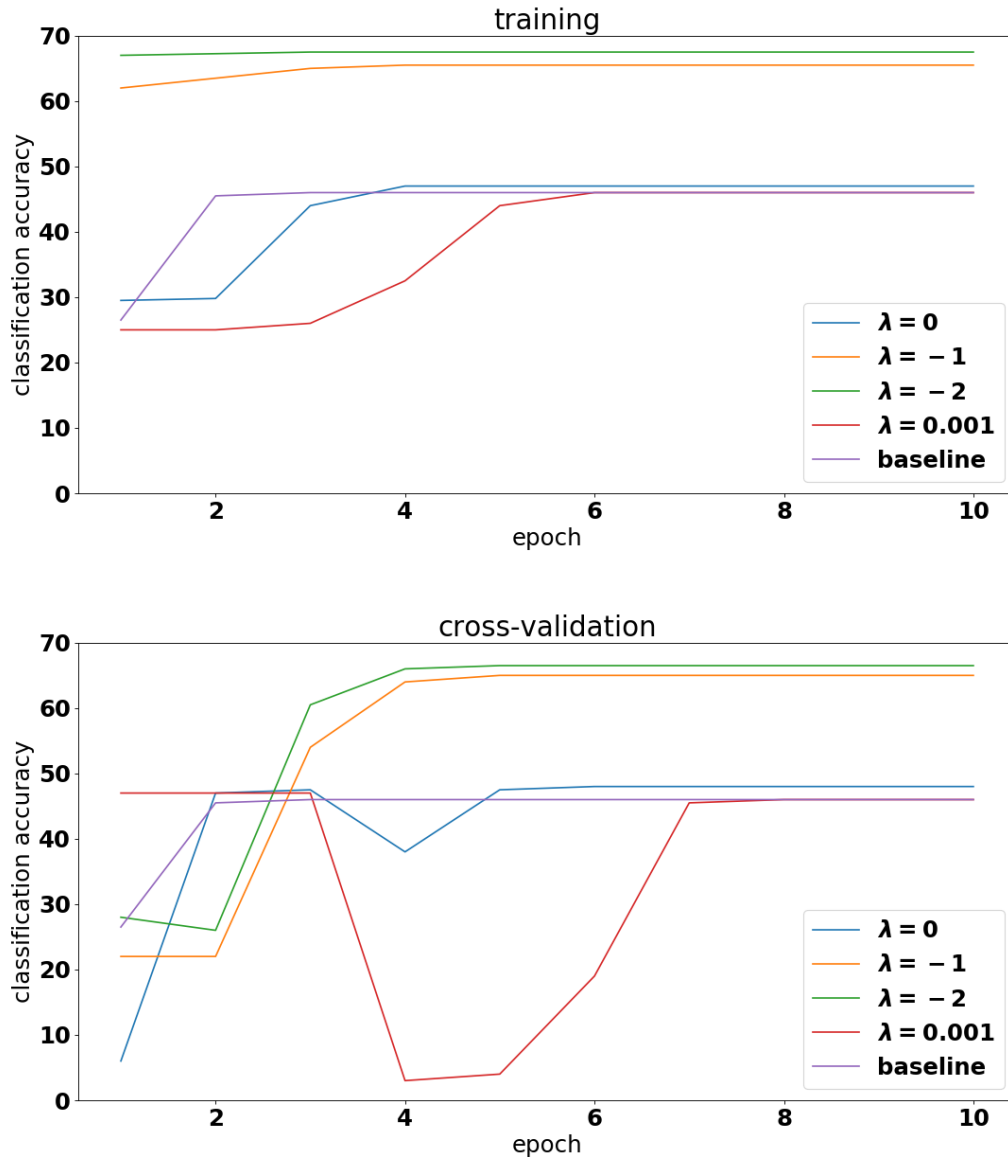 training
classification accuracy
70
60
50
40
30
20
10
0
2 4 6 8 10
epoch
λ = 0
λ = −1
λ = −2
λ = 0.001
baseline
cross-validation
classification accuracy
70
60
50
40
30
20
10
0
2 4 6 8 10
epoch
λ = 0
λ = −1
λ = −2
λ = 0.001
baseline